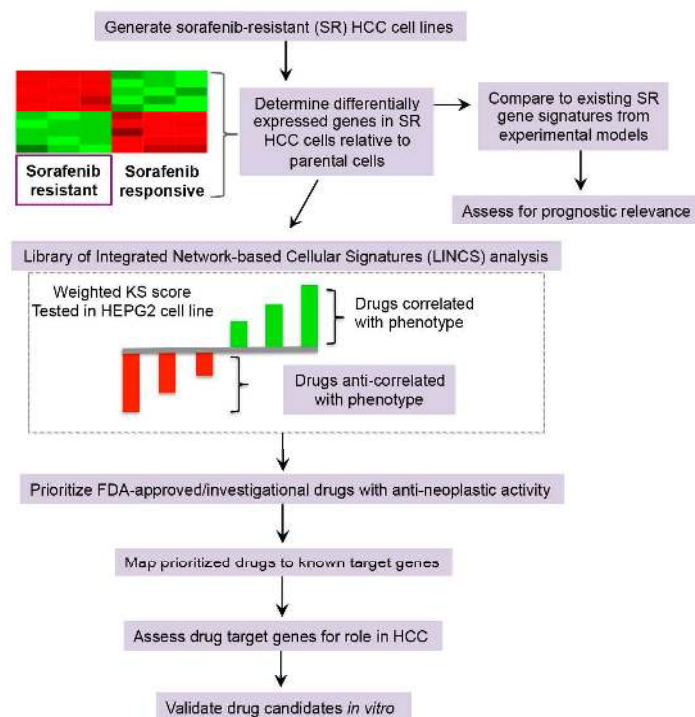 Generate sorafenib-resistant (SR) HCC cell lines
Sorafenib
resistant
Sorafenib
responsive
Determine differentially
expressed genes in SR
HCC cells relative to
parental cells
Compare to existing SR
gene signatures from
experimental models
Assess for prognostic relevance
Library of Integrated Network-based Cellular Signatures (LINCS) analysis
Weighted KS score
Tested in HEPG2 cell line
Drugs correlated
with phenotype
Drugs anti-correlated
with phenotype
Prioritize FDA-approved/investigational drugs with anti-neoplastic activity
Map prioritized drugs to known target genes
Assess drug target genes for role in HCC
Validate drug candidates in vitro